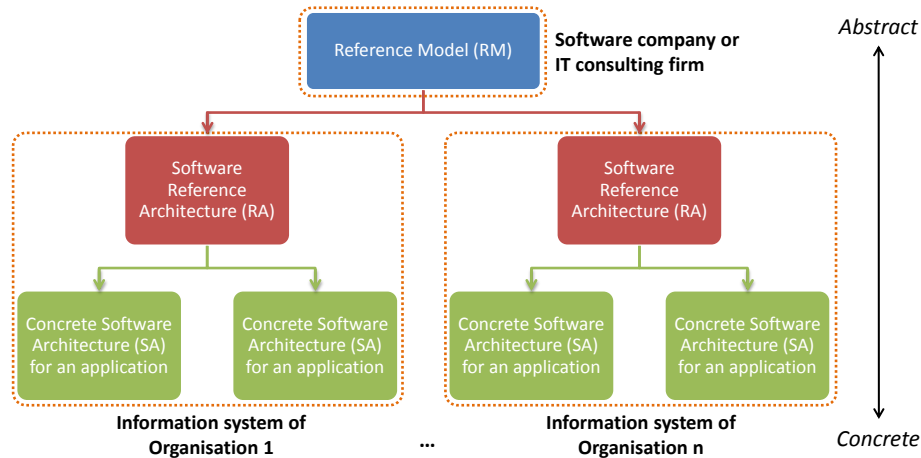 Reference Model (RM)
Software company or
IT consulting firm
Abstract
Software
Reference
Architecture (RA)
Software
Reference
Architecture (RA)
Concrete Software
Architecture (SA)
for an application
Concrete Software
Architecture (SA)
for an application
Concrete Software
Architecture (SA)
for an application
Concrete Software
Architecture (SA)
for an application
Information system of
Organisation 1
...
Information system of
Organisation n
Concrete